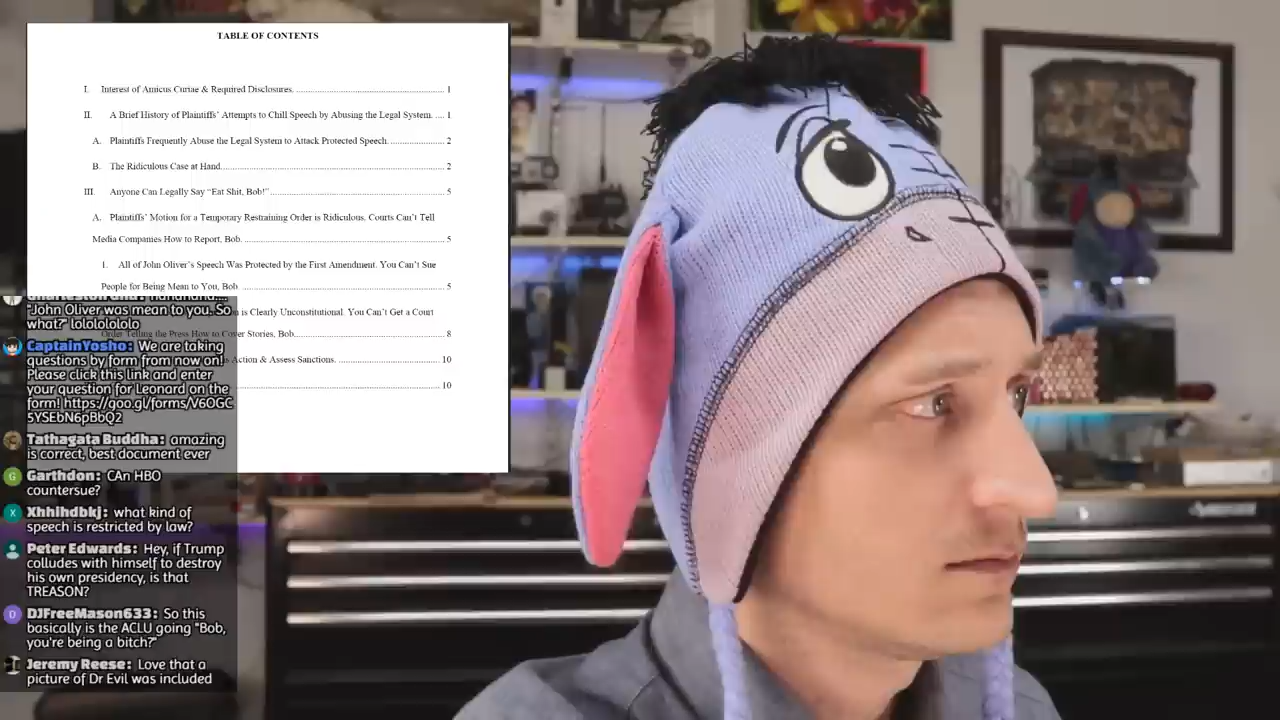 TABLE OF CONTENTS
I. Interest of Amicus Curiae & Required Disclosures. 1
II. A Brief History of Plaintiffs' Attempts to Chill Speech by Abusing the Legal System. 1
A. Plaintiffs Frequently Abuse the Legal System to Attack Protected Speech. 2
B. The Ridiculous Case at Hand. 2
III. Anyone Can Legally Say "Eat Shit, Bob!" 5
A. Plaintiffs' Motion for a Temporary Restraining Order is Ridiculous. Courts Can't Tell
Media Companies How to Report, Bob. 5
1. All of John Oliver's Speech Was Protected by the First Amendment. You Can't Sue
People for Being Mean to You, Bob 5
n is Clearly Unconstitutional. You Can't Get a Court
Order Telling the Press How to Cover Stories, Bob. 8
s Action & Assess Sanctions. 10
10
"John Oliver was mean to you. So
what?" lolololololo
CaptainYosho: We are taking
questions by form from now on!
Please click this link and enter
your question for Leonard on the
form! https://goo.gl/forms/V6OGC
5YSEbN6pBbQ2
Tathagata Buddha: amazing
is correct, best document ever
Garthdon: CAn HBO
countersue?
Xhhlhdbkj: what kind of
speech is restricted by law?
Peter Edwards: Hey, if Trump
colludes with himself to destroy
his own presidency, is that
TREASON?
DJFreeMason633: So this
basically is the ACLU going "Bob,
you're being a bitch?"
Jeremy Reese: Love that a
picture of Dr Evil was included